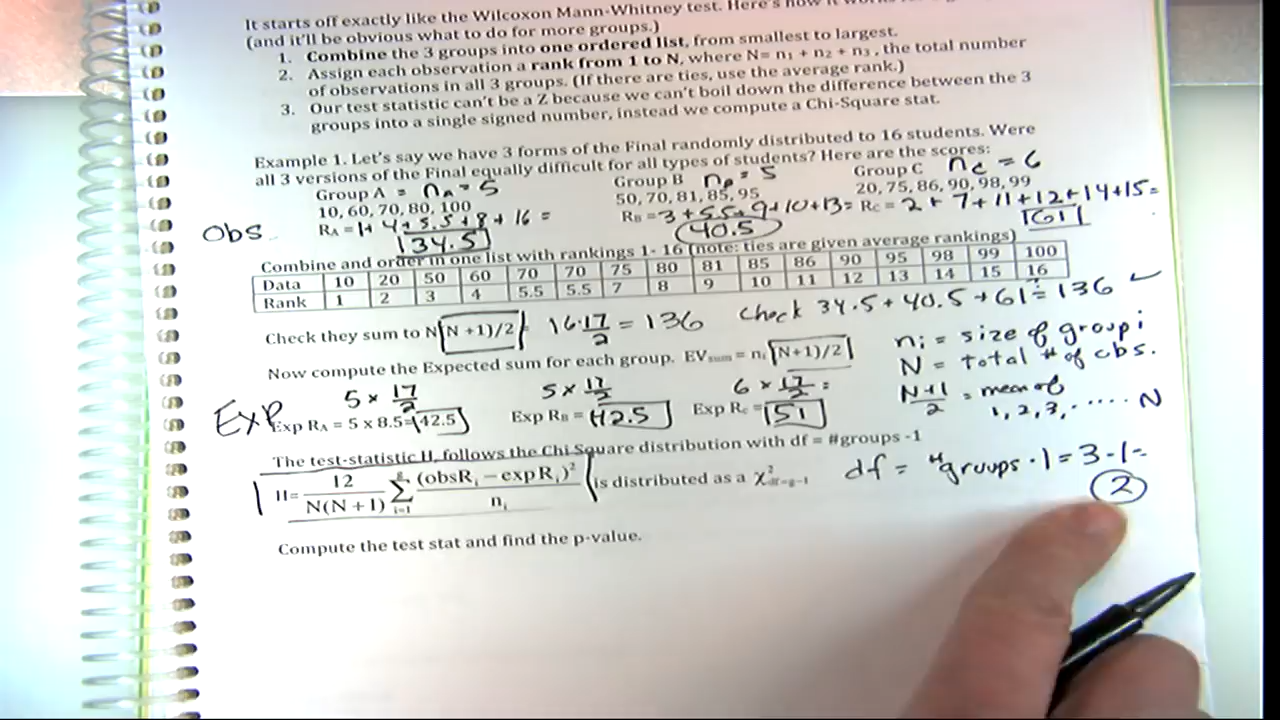 It starts off exactly like the Wilcoxon Mann-Whitney test. Here's how it works for
(and it'll be obvious what to do for more groups.)
1. Combine the 3 groups into one ordered list, from smallest to largest.
2. Assign each observation a rank from 1 to N, where N= n1 + n2 + n3 , the total number
of observations in all 3 groups. (If there are ties, use the average rank.)
3. Our test statistic can't be a Z because we can't boil down the difference between the 3
groups into a single signed number, instead we compute a Chi-Square stat.
Example 1. Let's say we have 3 forms of the Final randomly distributed to 16 students. Were
all 3 versions of the Final equally difficult for all types of students? Here are the scores:
Group A = nA = 5 Group B nB = 5 Group C nC = 6
10, 60, 70, 80, 100 50, 70, 81, 85, 95 20, 75, 86, 90, 98, 99
Obs RA = 1+ 4+5.5+8+16 = RB = 3+5.5+9+10+13= RC = 2+7+11+12+14+15=
34.5 40.5 61
Combine and order in one list with rankings 1- 16 (note: ties are given average rankings)
Data 10 20 50 60 70 70 75 80 81 85 86 90 95 98 99 100
Rank 1 2 3 4 5.5 5.5 7 8 9 10 11 12 13 14 15 16
Check they sum to N(N +1)/2 16·17/2 = 136 check 34.5+40.5+61=136 ✓
Now compute the Expected sum for each group. EVsum = ni (N+1)/2
ni = size of group i
N = total # of obs.
N+1/2 = mean of 1, 2, 3, ..... N
5 × 17/2 5 × 17/2 6 × 17/2 =
Exp Exp RA = 5 x 8.5= 42.5 Exp RB = 42.5 Exp RC = 51
The test-statistic H, follows the Chi Square distribution with df = #groups -1
H= 12/N(N+1) Σ i=1 g (obsRi − expRi)²/ni is distributed as a χ²df=g-1
df = #groups - 1 = 3-1=
2
Compute the test stat and find the p-value.